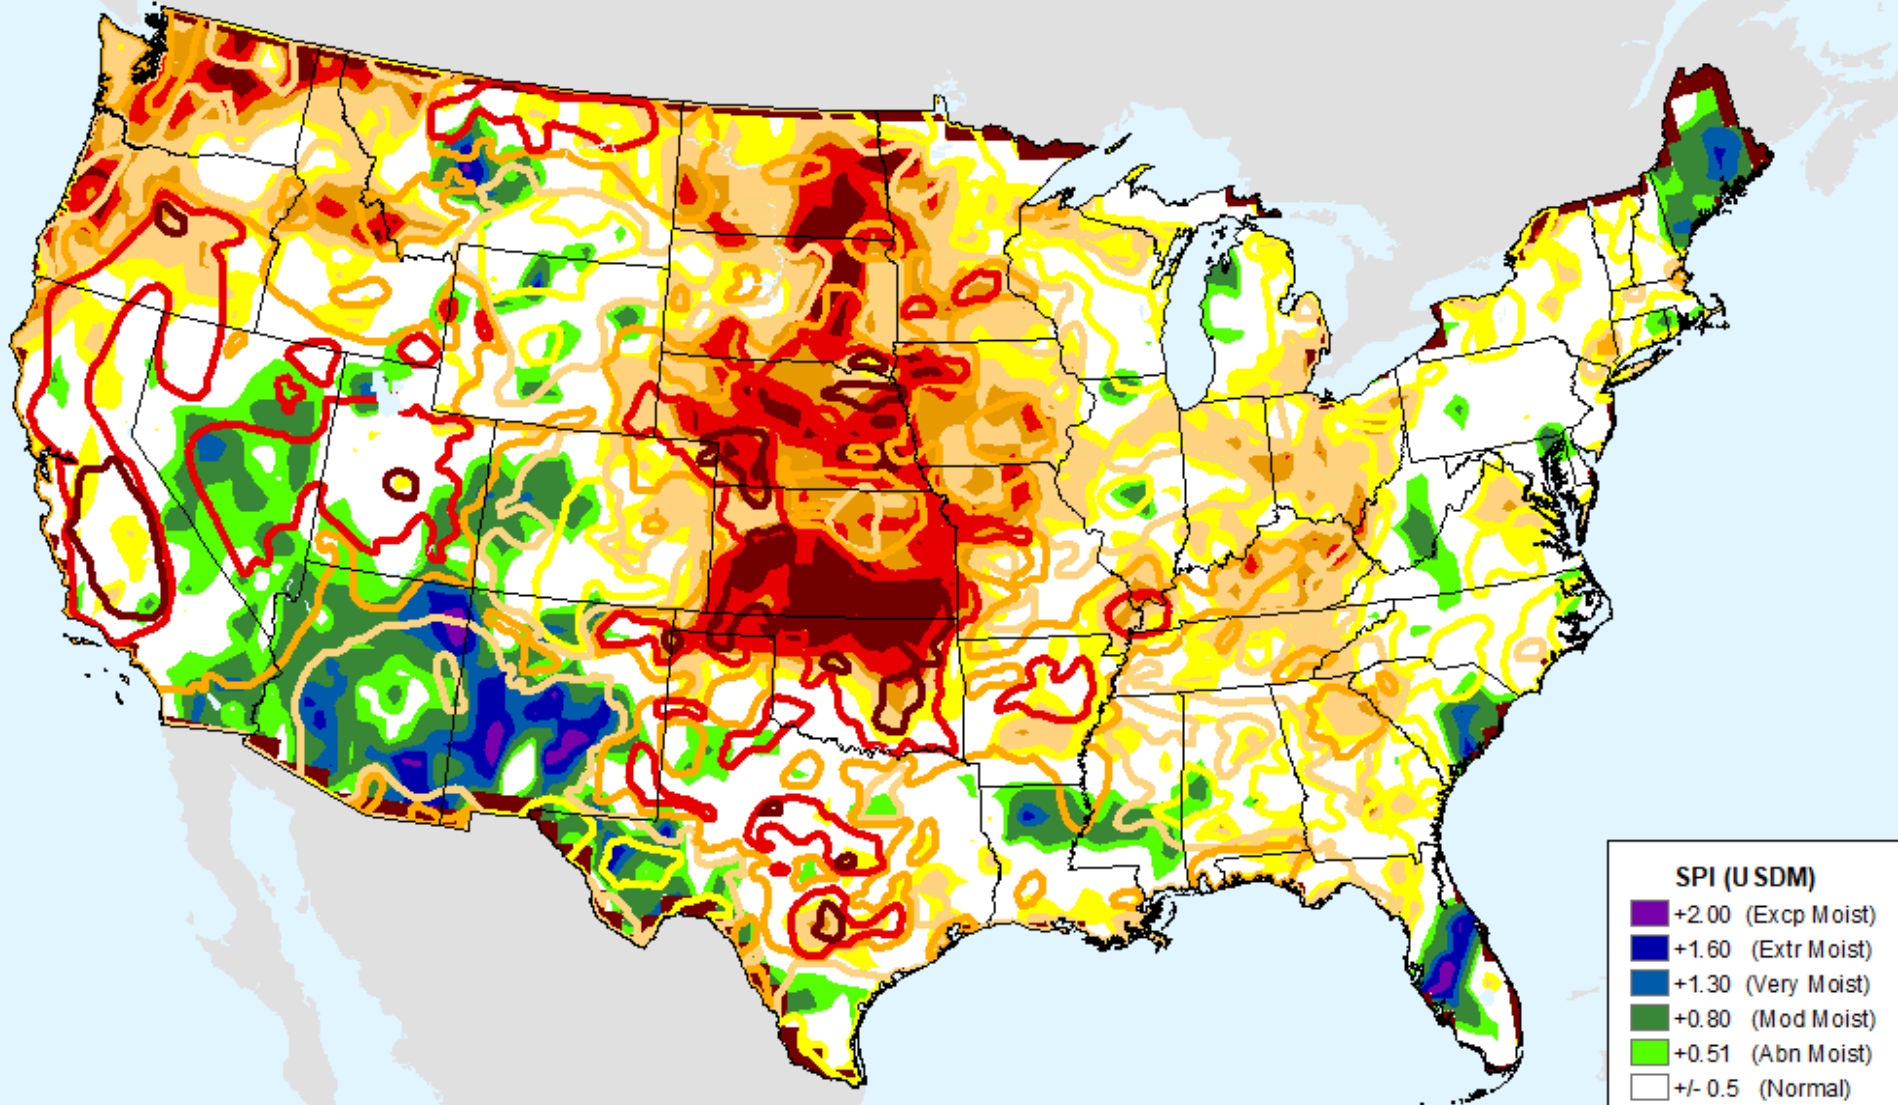 SPI (USDM)
+2.00 (Excp Moist)
+1.60 (Extr Moist)
+1.30 (Very Moist)
+0.80 (Mod Moist)
+0.51 (Abn Moist)
+/- 0.5 (Normal)